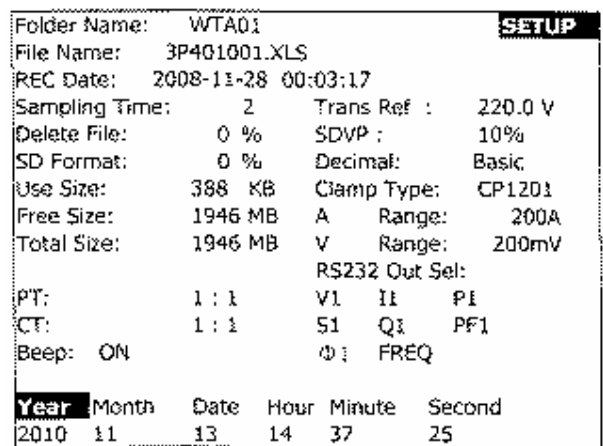 Folder Name: WTA01 SETUP
File Name: 3P401001.XLS
REC Date: 2008-11-28 00:03:17
Sampling Time: 2 Trans Ref : 220.0 V
Delete File: 0 % SDVP : 10%
SD Format: 0 % Decimal: Basic
Use Size: 388 KB Clamp Type: CP1201
Free Size: 1946 MB A Range: 200A
Total Size: 1946 MB V Range: 200mV
RS232 Out Sel:
PT: 1 : 1 V1 I1 P1
CT: 1 : 1 S1 Q1 PF1
Beep: ON Φ1 FREQ
Year Month Date Hour Minute Second
2010 11 13 14 37 25